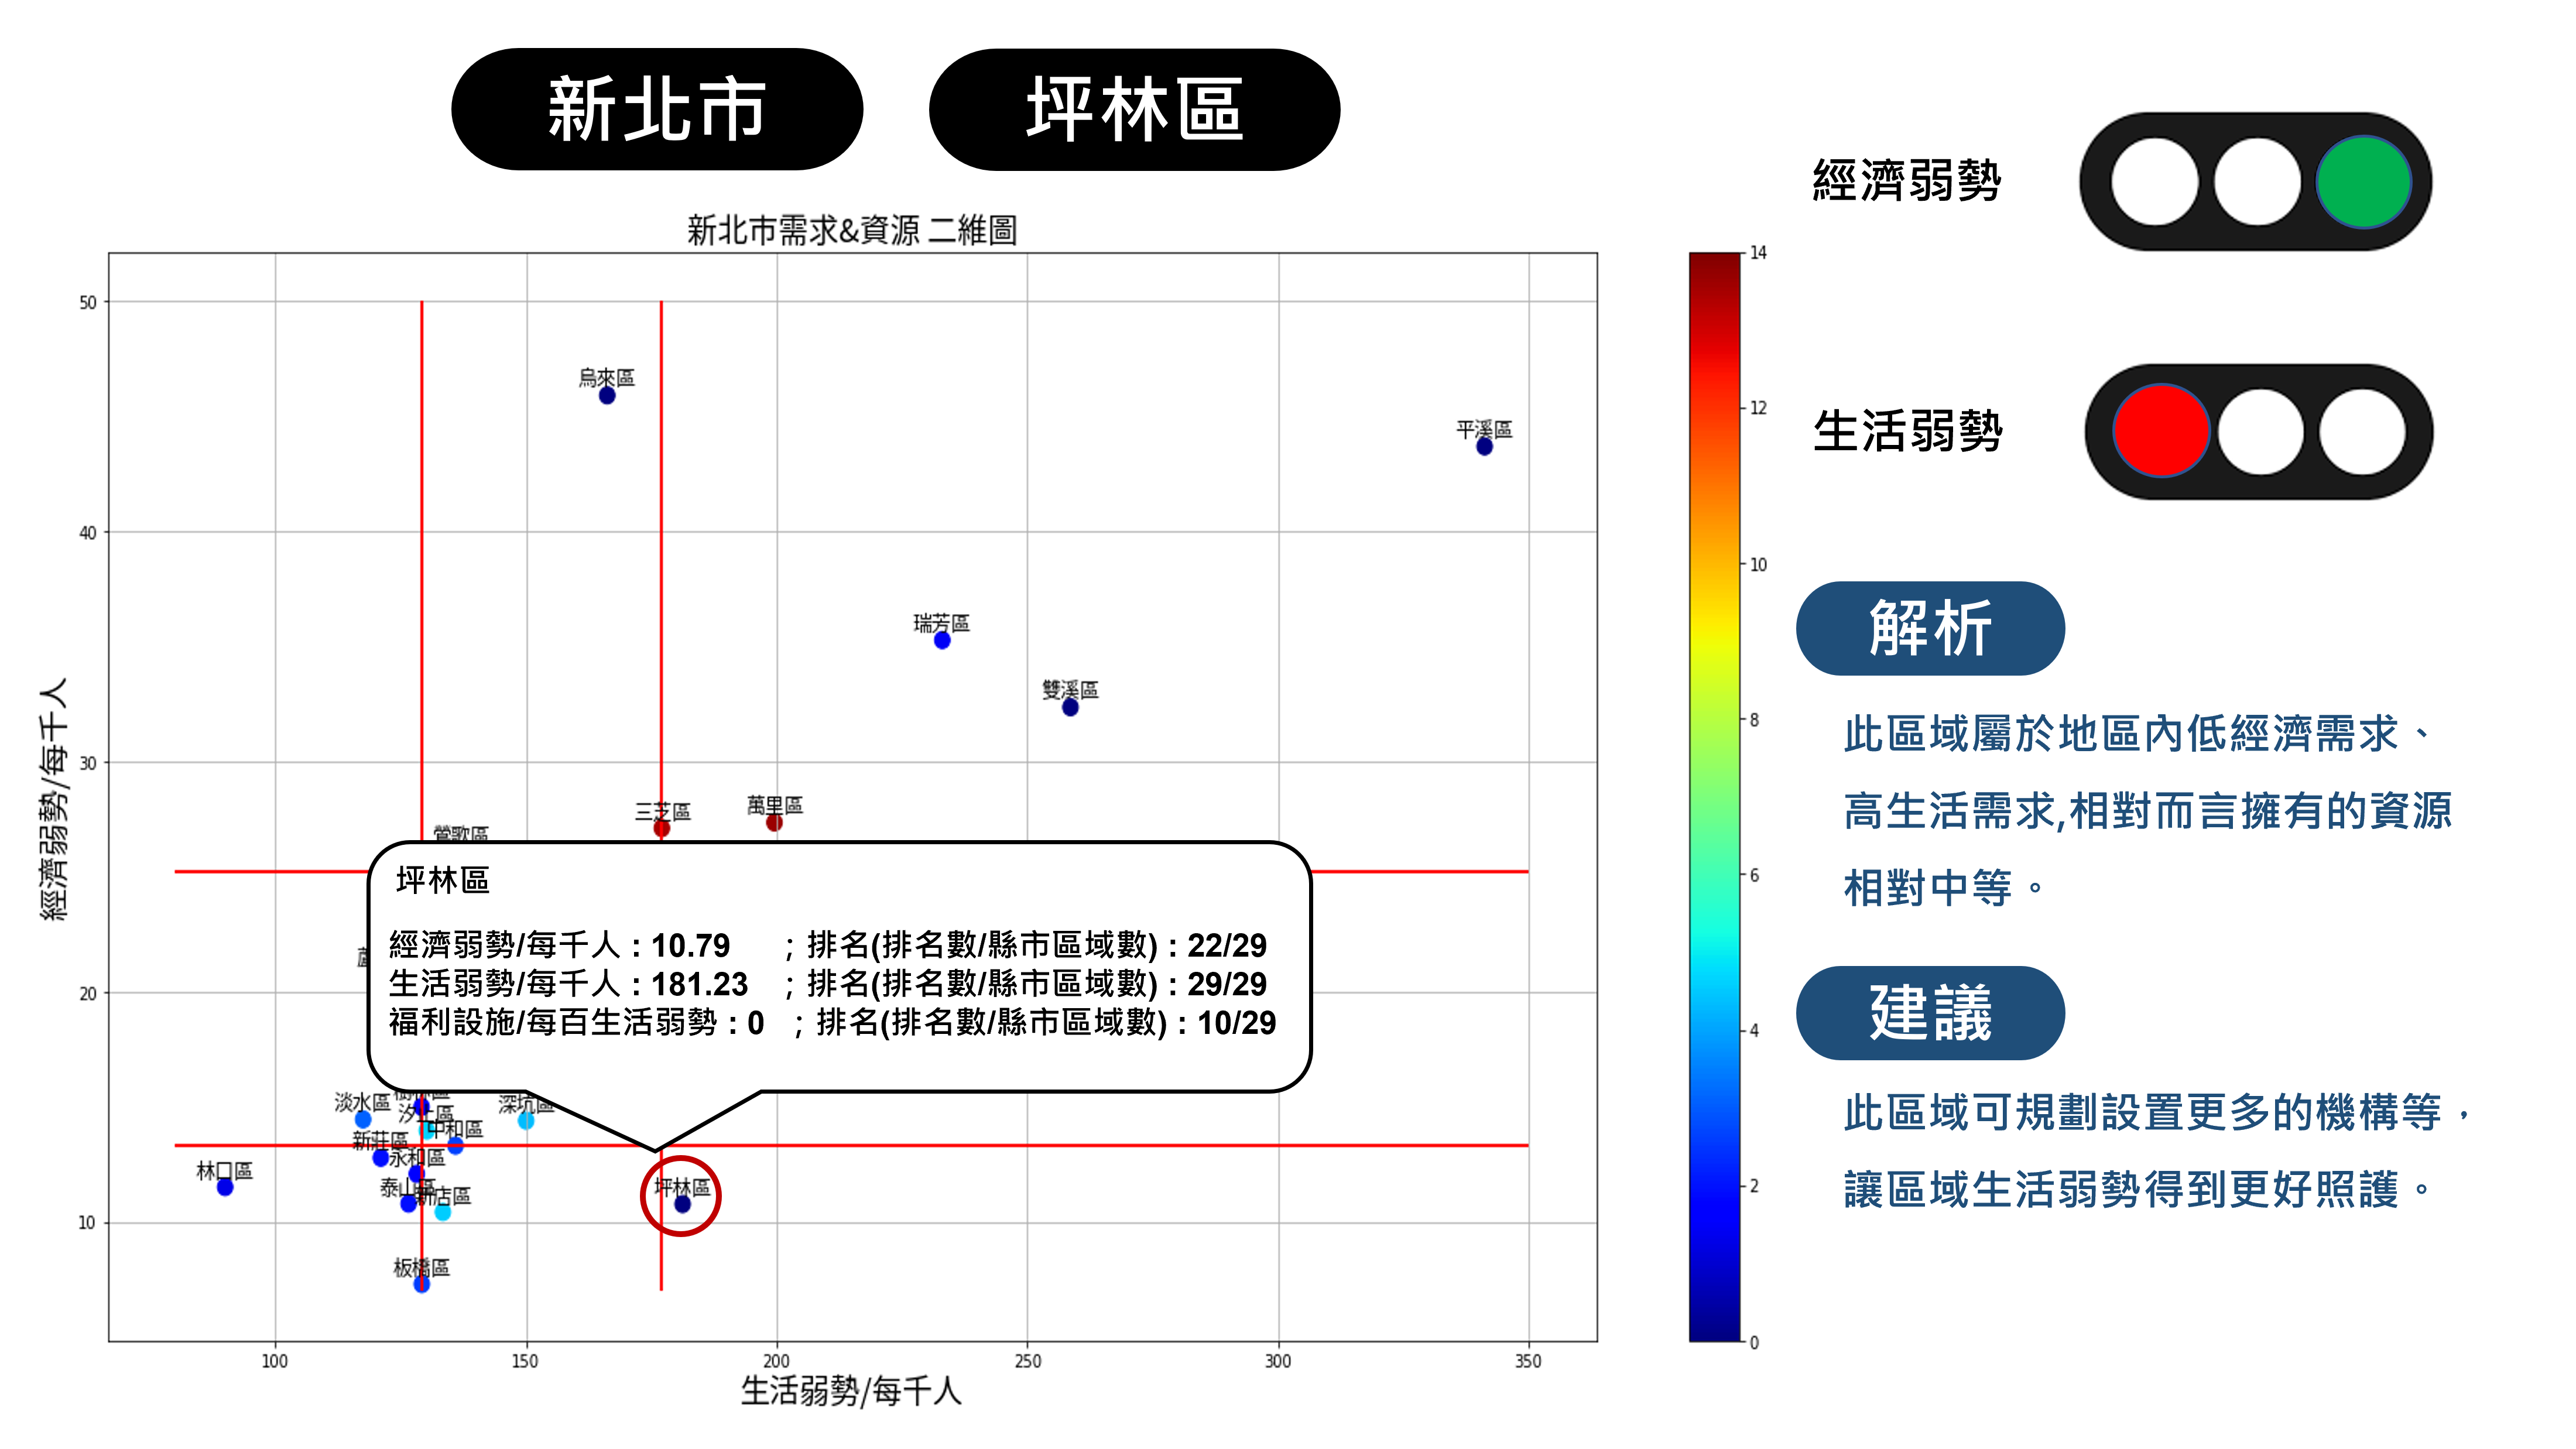 新北市
坪林區
新北市需求&資源 二維圖
經濟弱勢/每千人
50
40
30
20
10
烏來區
平溪區
瑞芳區
雙溪區
三芝區
萬里區
鶯歌區
坪林區
經濟弱勢/每千人 : 10.79 ; 排名(排名數/縣市區域數) : 22/29
生活弱勢/每千人 : 181.23 ; 排名(排名數/縣市區域數) : 29/29
福利設施/每百生活弱勢 : 0 ; 排名(排名數/縣市區域數) : 10/29
淡水區
汐止區
深坑區
中和區
新莊區
永和區
林口區
泰山區
新店區
坪林區
板橋區
100
150
200
250
300
350
生活弱勢/每千人
14
12
10
8
6
4
2
0
經濟弱勢
生活弱勢
解析
此區域屬於地區內低經濟需求、
高生活需求,相對而言擁有的資源
相對中等。
建議
此區域可規劃設置更多的機構等，
讓區域生活弱勢得到更好照護。